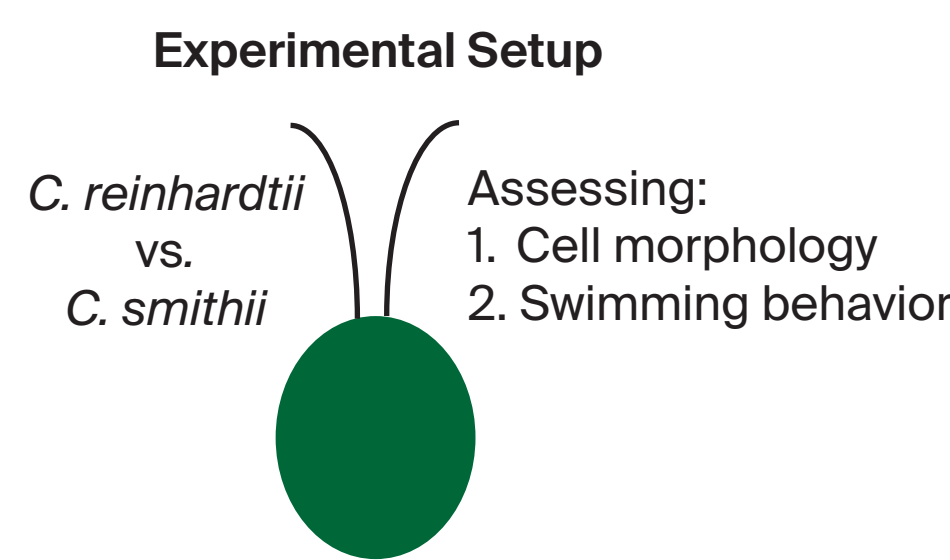 Experimental Setup
C. reinhardtii
vs.
C. smithii
Assessing:
1. Cell morphology
2. Swimming behavior